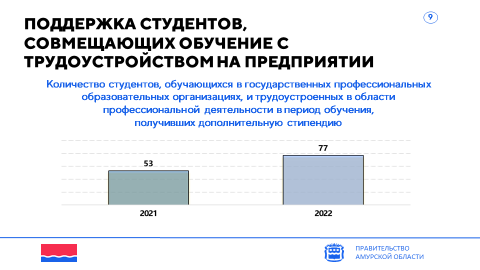 ПОДДЕРЖКА СТУДЕНТОВ,
СОВМЕЩАЮЩИХ ОБУЧЕНИЕ С
ТРУДОУСТРОЙСТВОМ НА ПРЕДПРИЯТИИ
9
Количество студентов, обучающихся в государственных профессиональных
образовательных организациях, и трудоустроенных в области
профессиональной деятельности в период обучения,
получивших дополнительную стипендию
53
77
2021
2022
ПРАВИТЕЛЬСТВО
АМУРСКОЙ ОБЛАСТИ